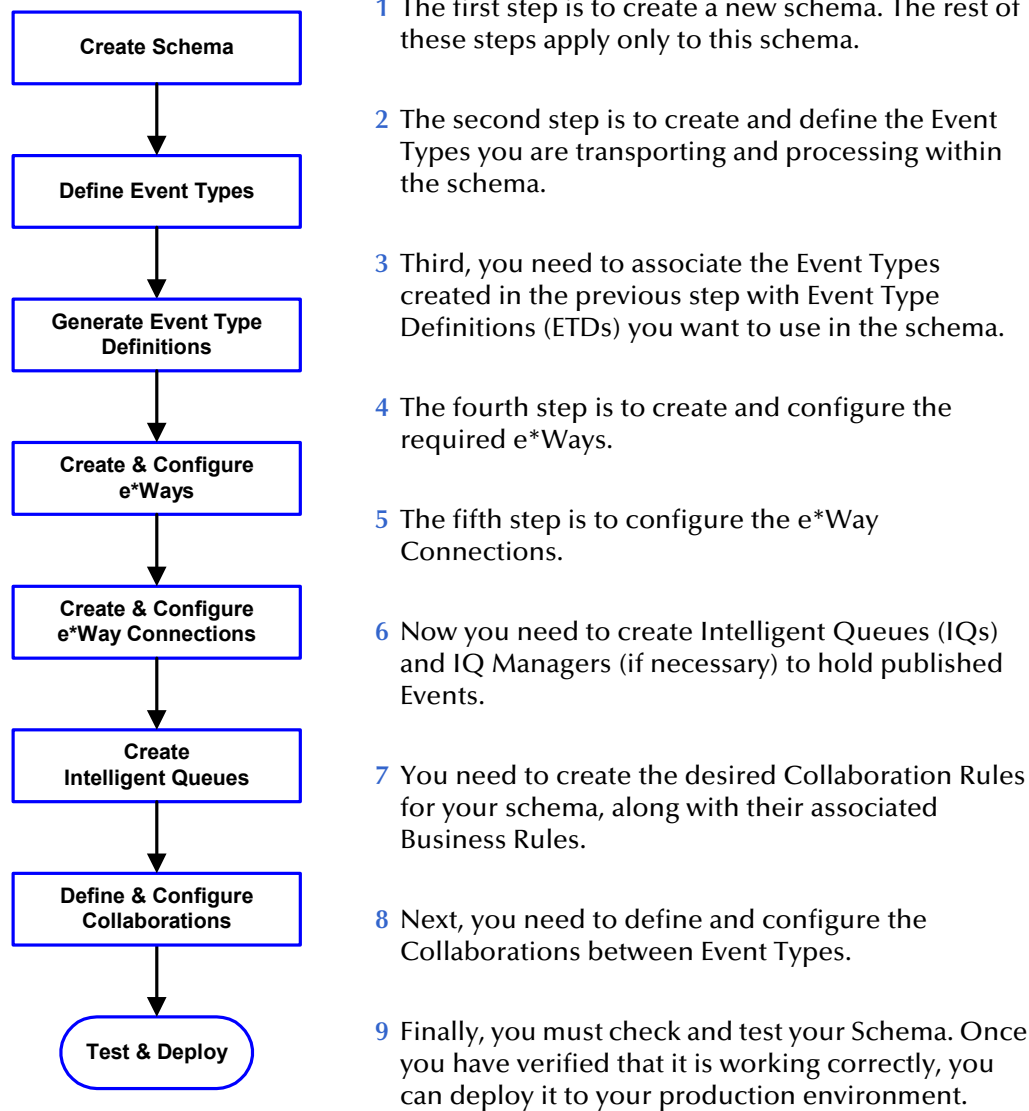 Create Schema
Define Event Types
Generate Event Type
Definitions
Create & Configure
e*Ways
Create & Configure
e*Way Connections
Create
Intelligent Queues
Define & Configure
Collaborations
Test & Deploy
1 The first step is to create a new schema. The rest of
these steps apply only to this schema.
2 The second step is to create and define the Event
Types you are transporting and processing within
the schema.
3 Third, you need to associate the Event Types
created in the previous step with Event Type
Definitions (ETDs) you want to use in the schema.
4 The fourth step is to create and configure the
required e*Ways.
5 The fifth step is to configure the e*Way
Connections.
6 Now you need to create Intelligent Queues (IQs)
and IQ Managers (if necessary) to hold published
Events.
7 You need to create the desired Collaboration Rules
for your schema, along with their associated
Business Rules.
8 Next, you need to define and configure the
Collaborations between Event Types.
9 Finally, you must check and test your Schema. Once
you have verified that it is working correctly, you
can deploy it to your production environment.